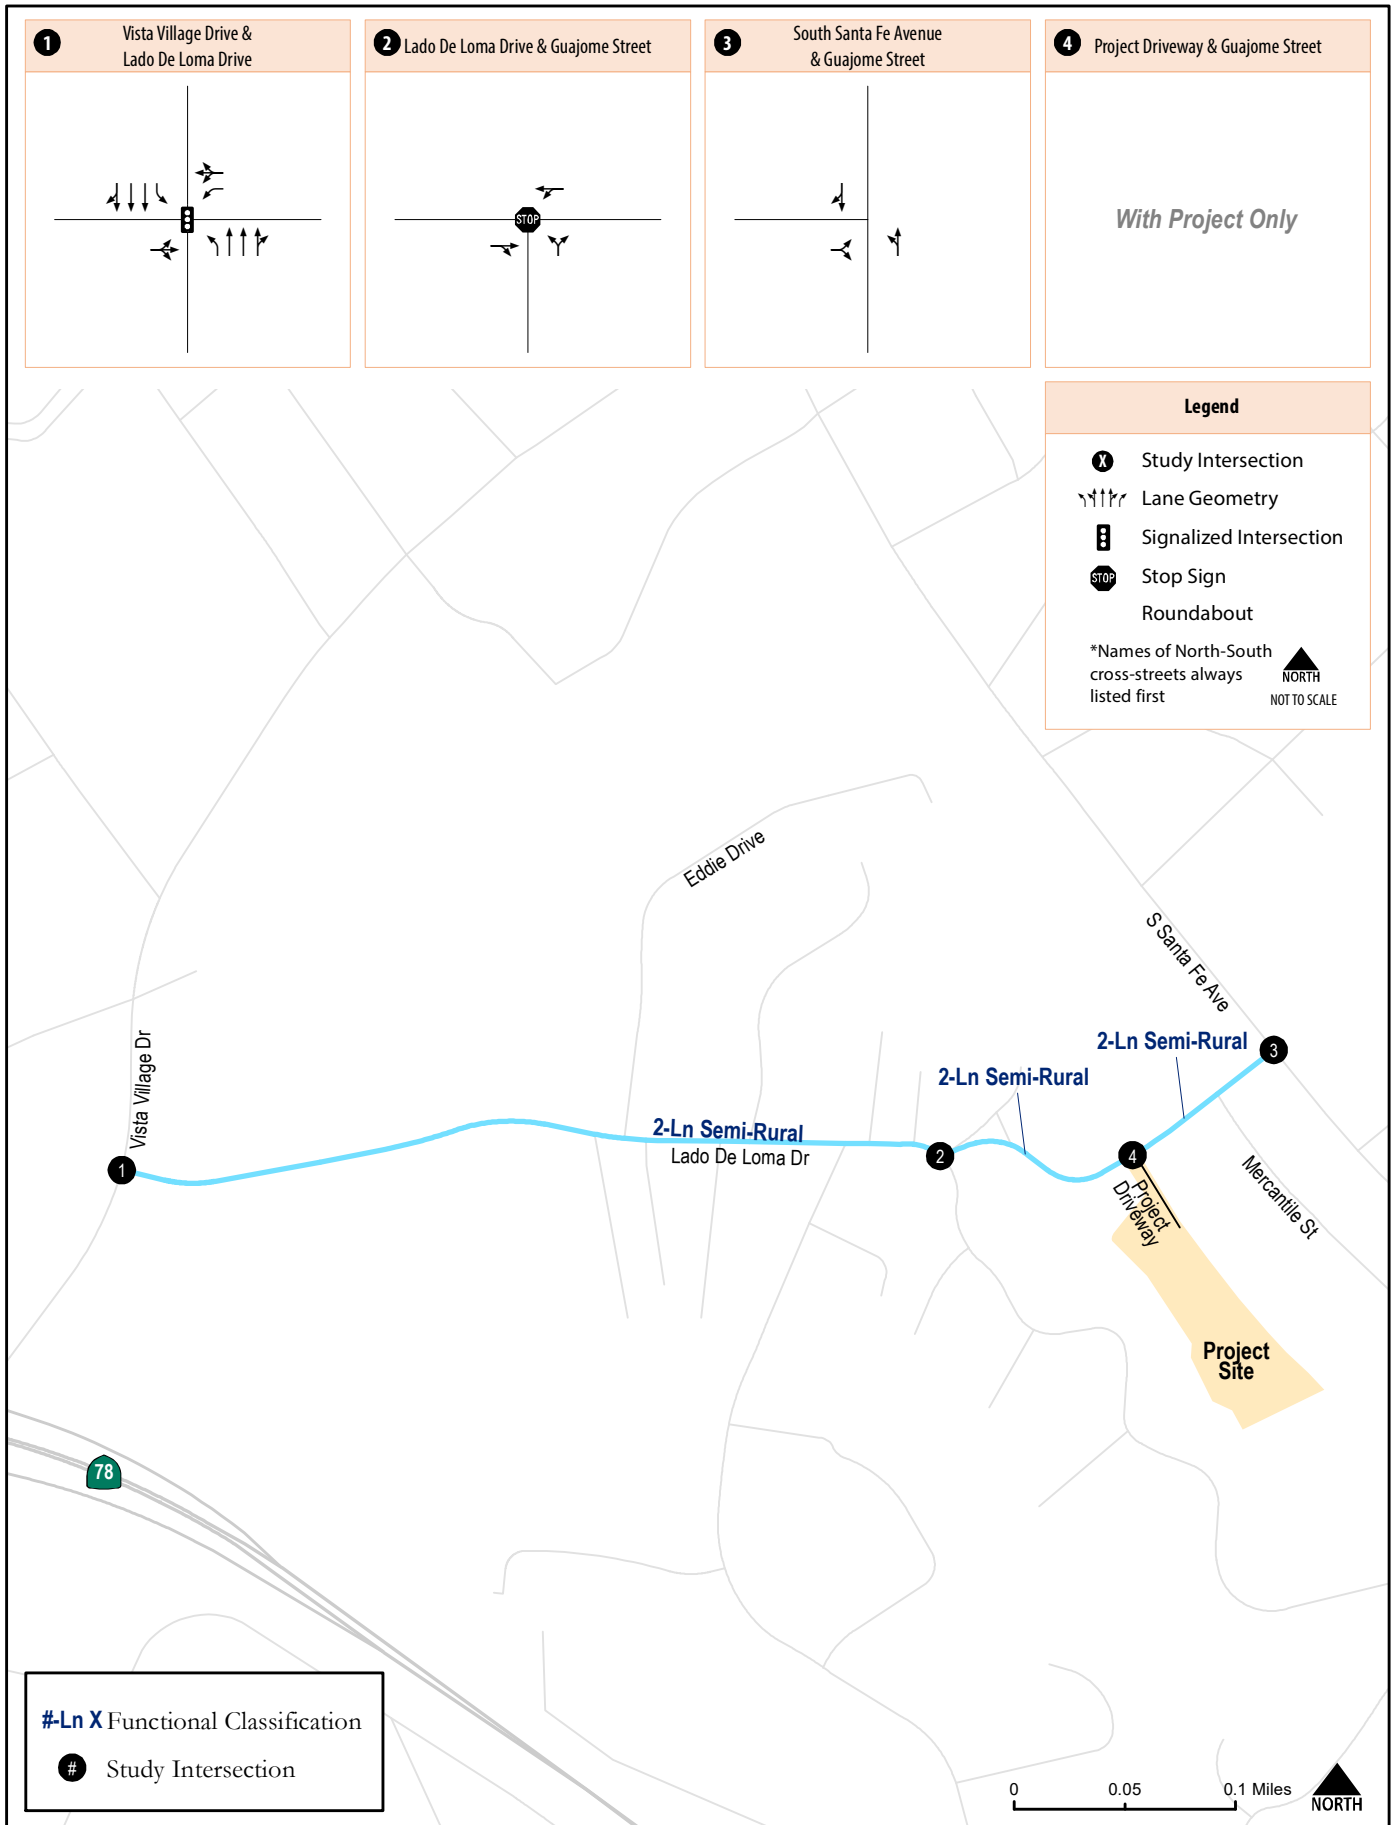 1
Vista Village Drive &
Lado De Loma Drive
2
Lado De Loma Drive & Guajome Street
3
South Santa Fe Avenue
& Guajome Street
4
Project Driveway & Guajome Street
STOP
With Project Only
Legend
X Study Intersection
Lane Geometry
Signalized Intersection
STOP Stop Sign
Roundabout
*Names of North-South
cross-streets always
listed first
NORTH
NOT TO SCALE
Eddie Drive
S Santa Fe Ave
Vista Village Dr
2-Ln Semi-Rural
3
2-Ln Semi-Rural
2-Ln Semi-Rural
Lado De Loma Dr
1
2
4
Project
Driveway
Mercantile St
Project
Site
78
#-Ln X Functional Classification
# Study Intersection
0
0.05
0.1 Miles
NORTH